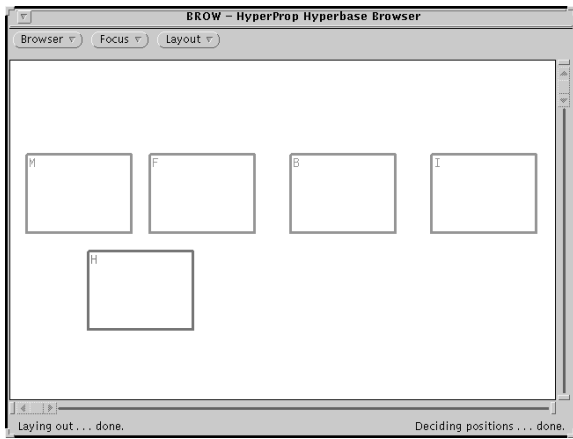 BROW – HyperProp Hyperbase Browser
Browser Focus Layout
M F B I
H
Laying out . . . done. Deciding positions . . . done.